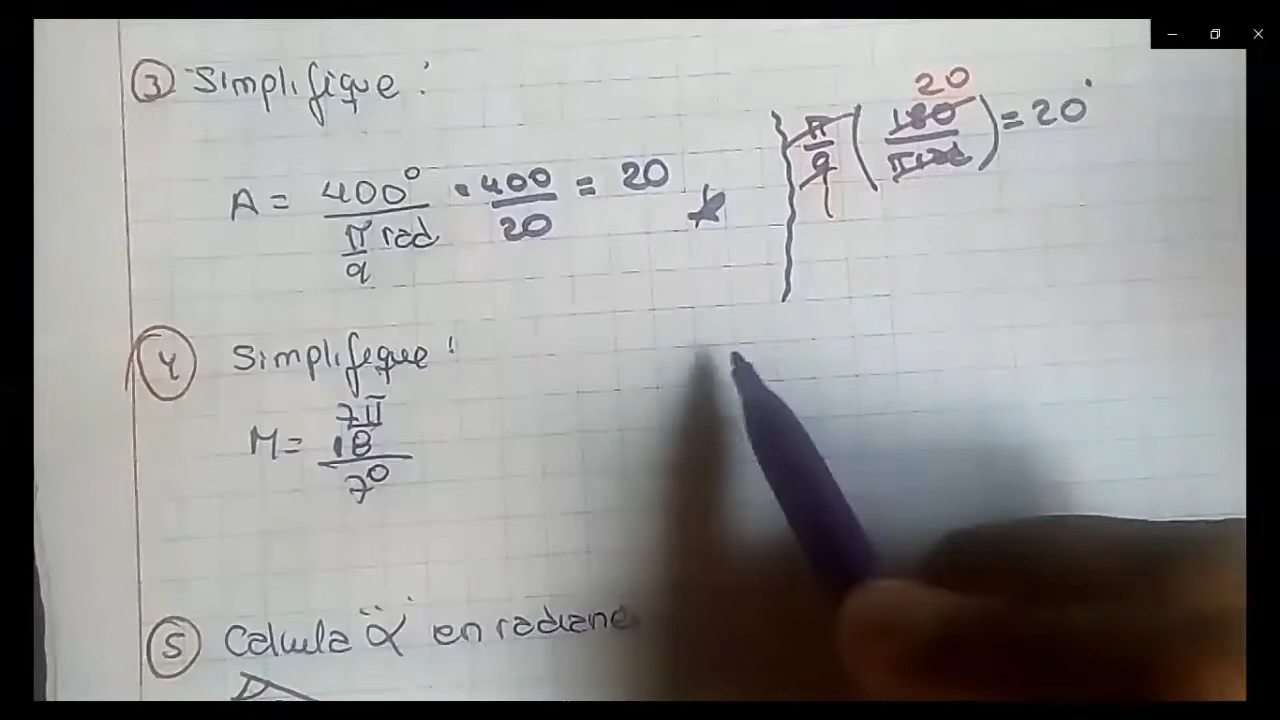 ③ Simplifique:
A = 400° / (π/9 rad) · 400/20 = 20
π/9 (180/π rad) = 20°
20
④ Simplifeque:
M = (7π/18) / 7°
⑤ Calcula "α" en radiane